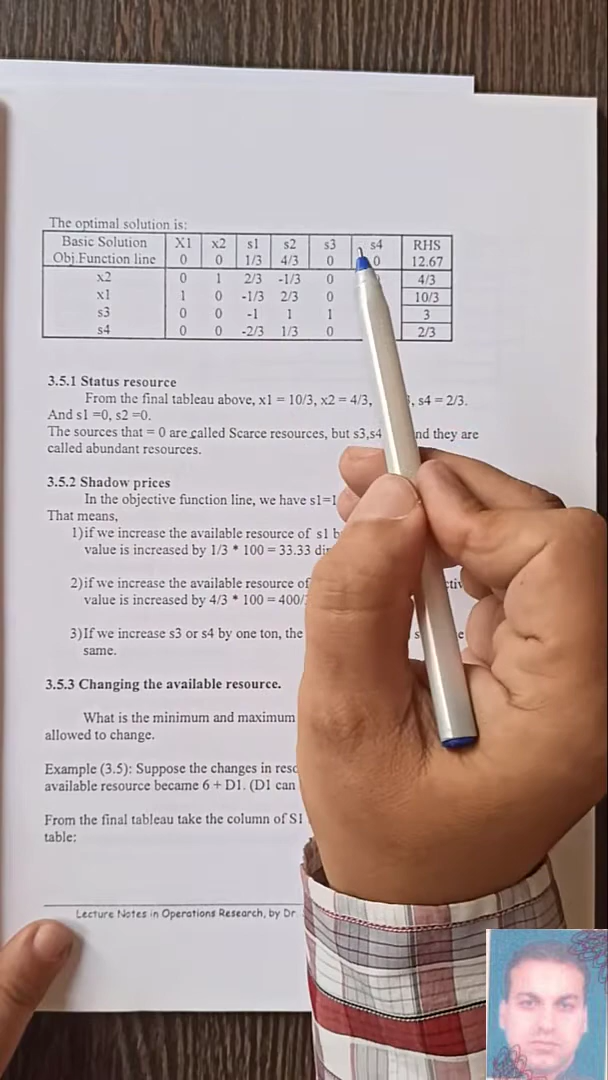 The optimal solution is:
Basic Solution X1 x2 s1 s2 s3 s4 RHS
Obj.Function line 0 0 1/3 4/3 0 0 12.67
x2 0 1 2/3 -1/3 0 4/3
x1 1 0 -1/3 2/3 0 10/3
s3 0 0 -1 1 1 3
s4 0 0 -2/3 1/3 0 2/3
3.5.1 Status resource
From the final tableau above, x1 = 10/3, x2 = 4/3, , s4 = 2/3.
And s1 =0, s2 =0.
The sources that = 0 are called Scarce resources, but s3,s4 and they are
called abundant resources.
3.5.2 Shadow prices
In the objective function line, we have s1=1
That means,
1)if we increase the available resource of s1
value is increased by 1/3 * 100 = 33.33
2)if we increase the available resource of
value is increased by 4/3 * 100 = 400/
3)If we increase s3 or s4 by one ton, the
same.
3.5.3 Changing the available resource.
What is the minimum and maximum
allowed to change.
Example (3.5): Suppose the changes in
available resource became 6 + D1. (D1 can
From the final tableau take the column of S1
table:
Lecture Notes in Operations Research, by Dr.